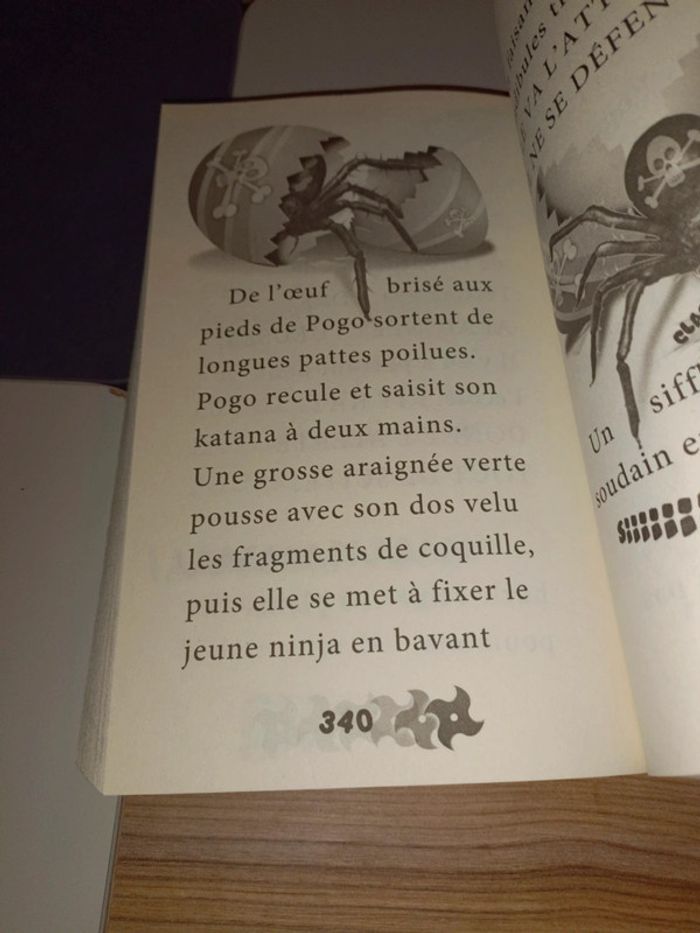 De l'œuf brisé aux
pieds de Pogo sortent de
longues pattes poilues.
Pogo recule et saisit son
katana à deux mains.
Une grosse araignée verte
pousse avec son dos velu
les fragments de coquille,
puis elle se met à fixer le
jeune ninja en bavant
340
VA L'ATT
NE SE DÉFEN
Un siff
soudain e